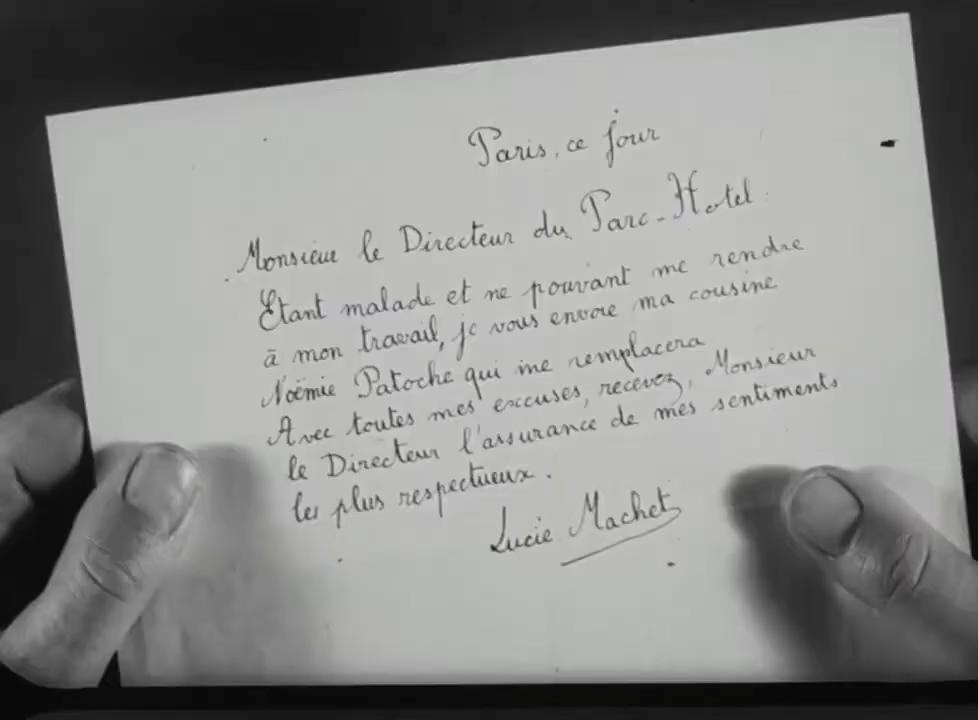 Paris, ce jour
Monsieur le Directeur du Parc-Hotel
Etant malade et ne pouvant me rendre
à mon travail, je vous envoie ma cousine
Noëmie Patoche qui me remplacera
Avec toutes mes excuses, recevez, Monsieur
le Directeur l'assurance de mes sentiments
les plus respectueux.
Lucie Machet